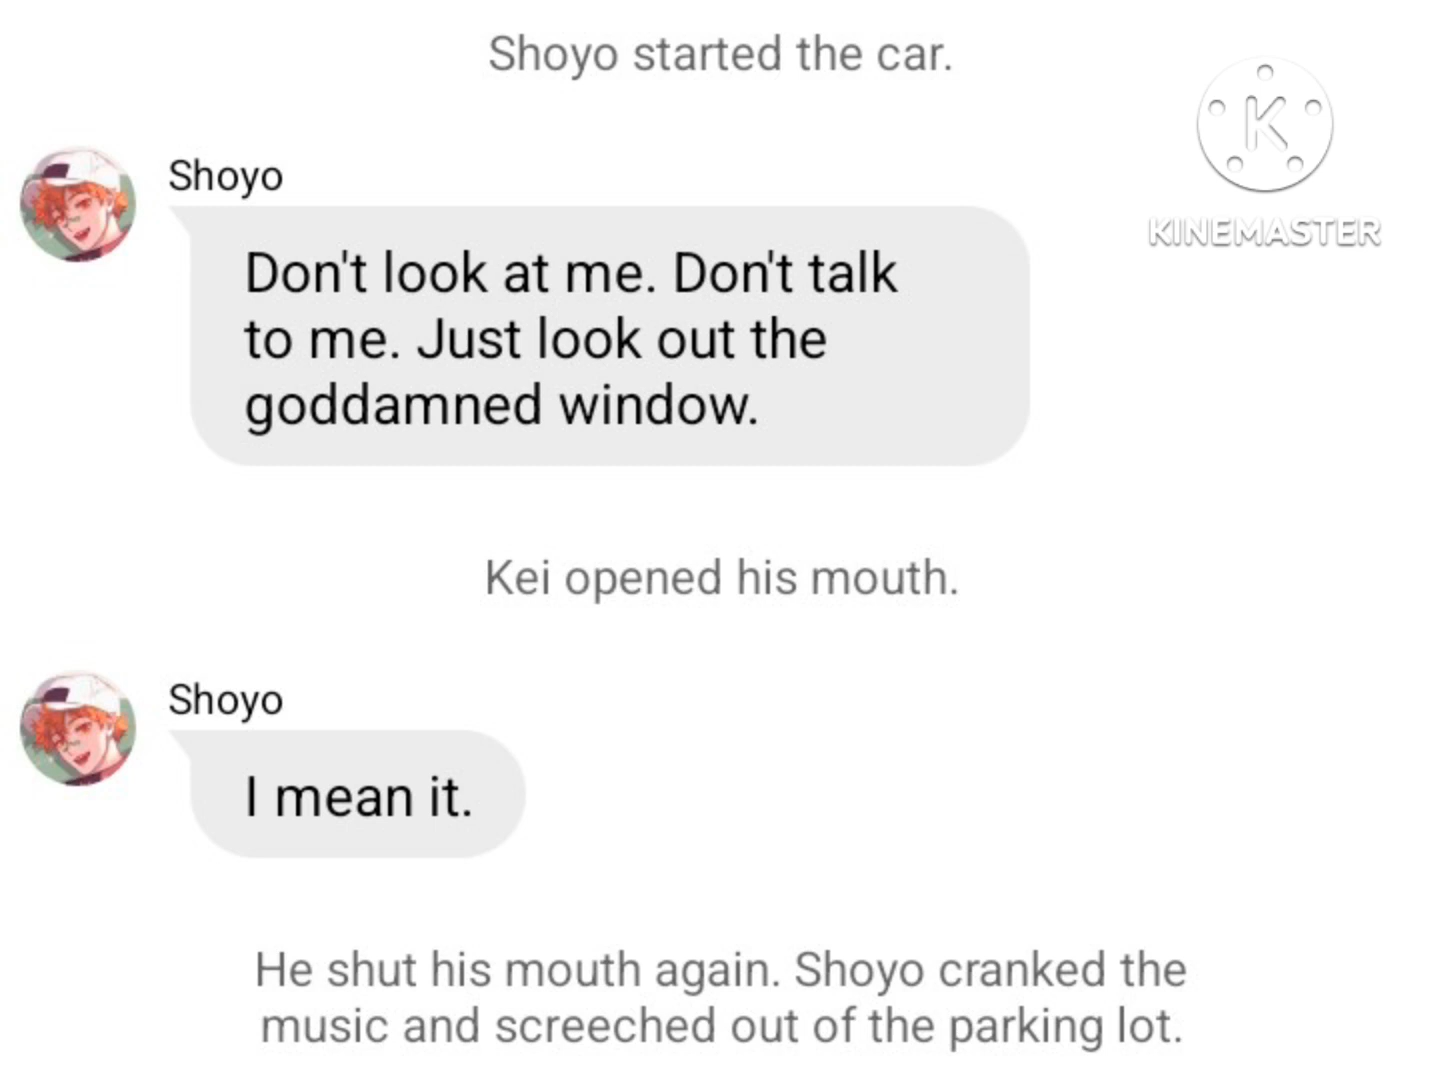 Shoyo started the car.
K
KINEMASTER
Shoyo
Don't look at me. Don't talk
to me. Just look out the
goddamned window.
Kei opened his mouth.
Shoyo
I mean it.
He shut his mouth again. Shoyo cranked the
music and screeched out of the parking lot.